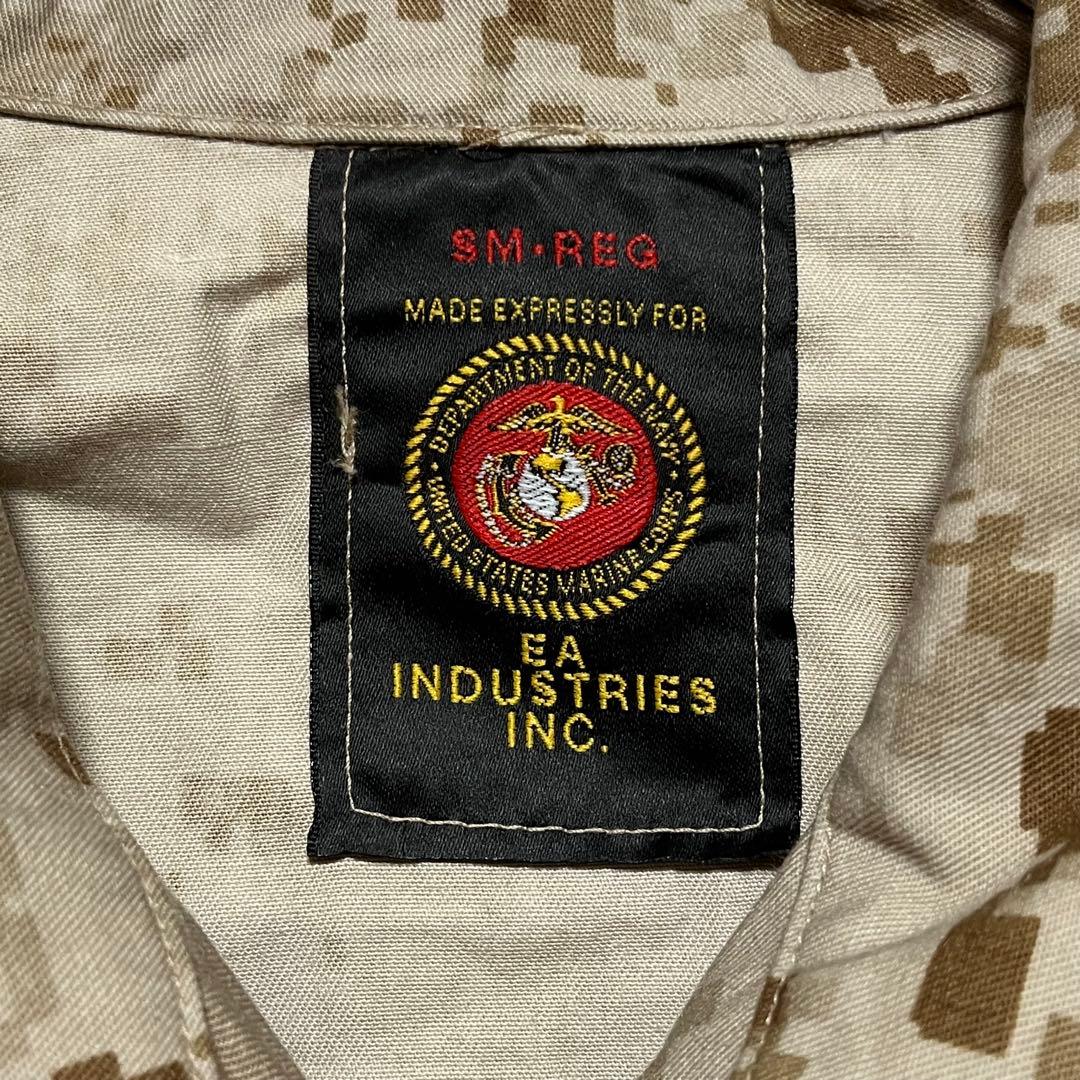 SM·REG
MADE EXPRESSLY FOR
DEPARTMENT OF THE NAVY
· UNITED STATES MARINE CORPS ·
EA
INDUSTRIES
INC.